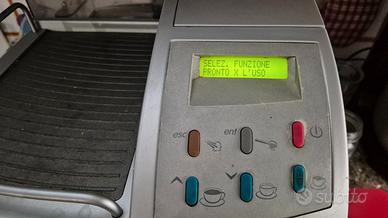 SELEZ. FUNZIONE
PRONTO X L'USO
esc
ent
subito